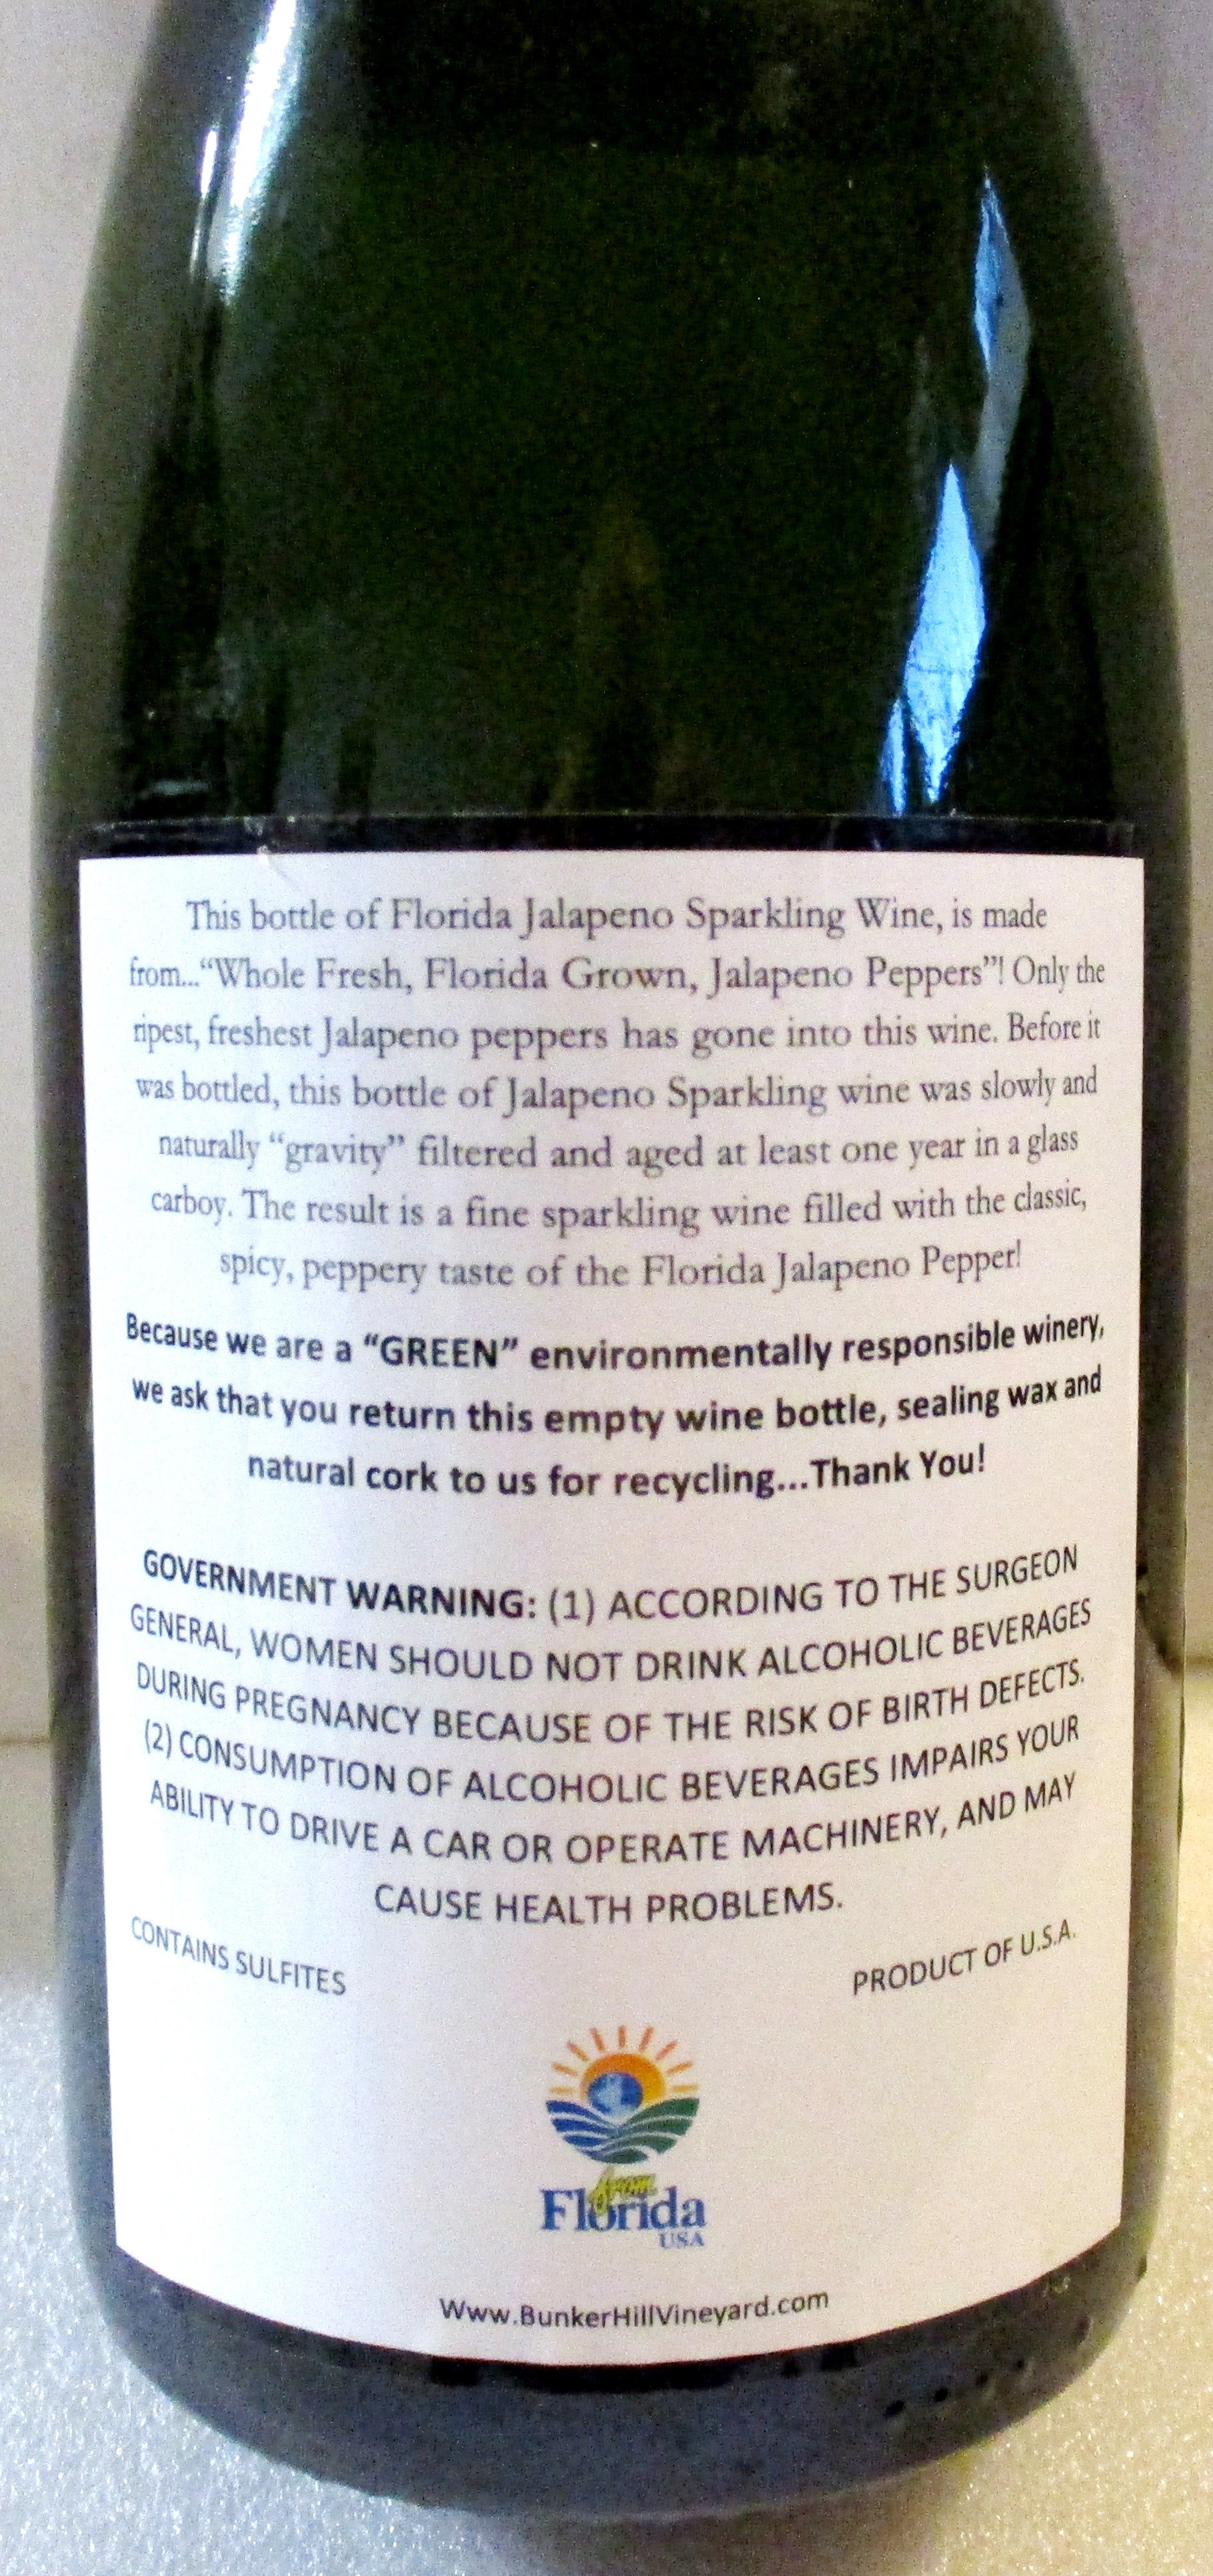 This bottle of Florida Jalapeno Sparkling Wine, is made
from...“Whole Fresh, Florida Grown, Jalapeno Peppers”! Only the
ripest, freshest Jalapeno peppers has gone into this wine. Before it
was bottled, this bottle of Jalapeno Sparkling wine was slowly and
naturally “gravity” filtered and aged at least one year in a glass
carboy. The result is a fine sparkling wine filled with the classic,
spicy, peppery taste of the Florida Jalapeno Pepper!
Because we are a “GREEN” environmentally responsible winery,
we ask that you return this empty wine bottle, sealing wax and
natural cork to us for recycling...Thank You!
GOVERNMENT WARNING: (1) ACCORDING TO THE SURGEON
GENERAL, WOMEN SHOULD NOT DRINK ALCOHOLIC BEVERAGES
DURING PREGNANCY BECAUSE OF THE RISK OF BIRTH DEFECTS.
(2) CONSUMPTION OF ALCOHOLIC BEVERAGES IMPAIRS YOUR
ABILITY TO DRIVE A CAR OR OPERATE MACHINERY, AND MAY
CAUSE HEALTH PROBLEMS.
CONTAINS SULFITES
PRODUCT OF U.S.A.
from
Florida
USA
Www.BunkerHillVineyard.com